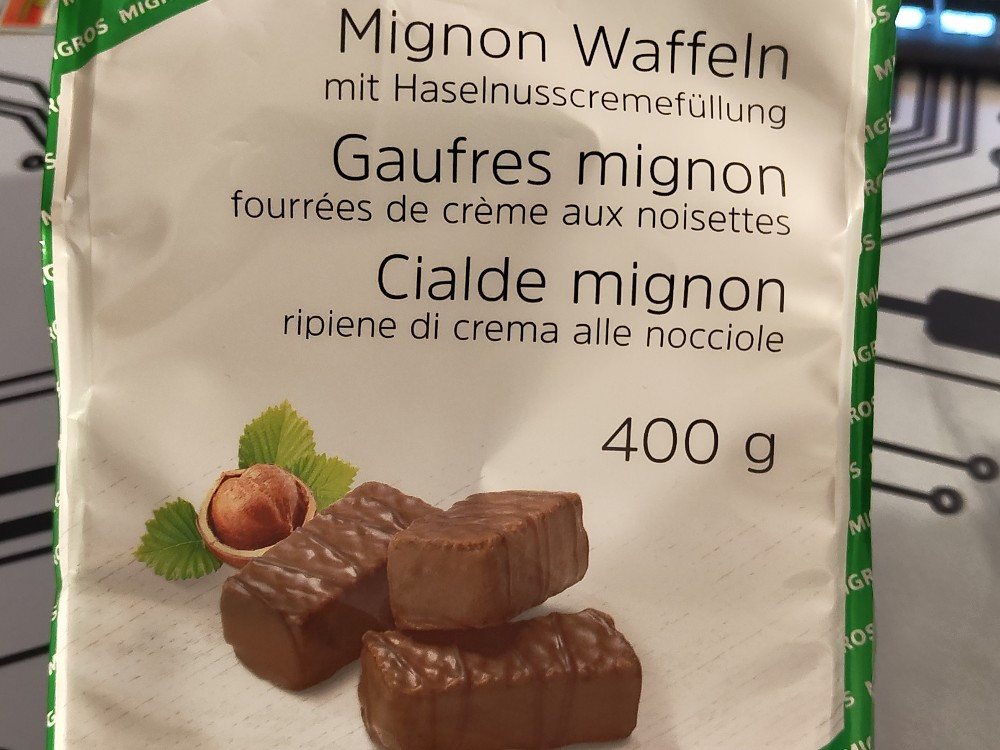 MIGROS
Mignon Waffeln
mit Haselnusscremefüllung
Gaufres mignon
fourrées de crème aux noisettes
Cialde mignon
ripiene di crema alle nocciole
400 g